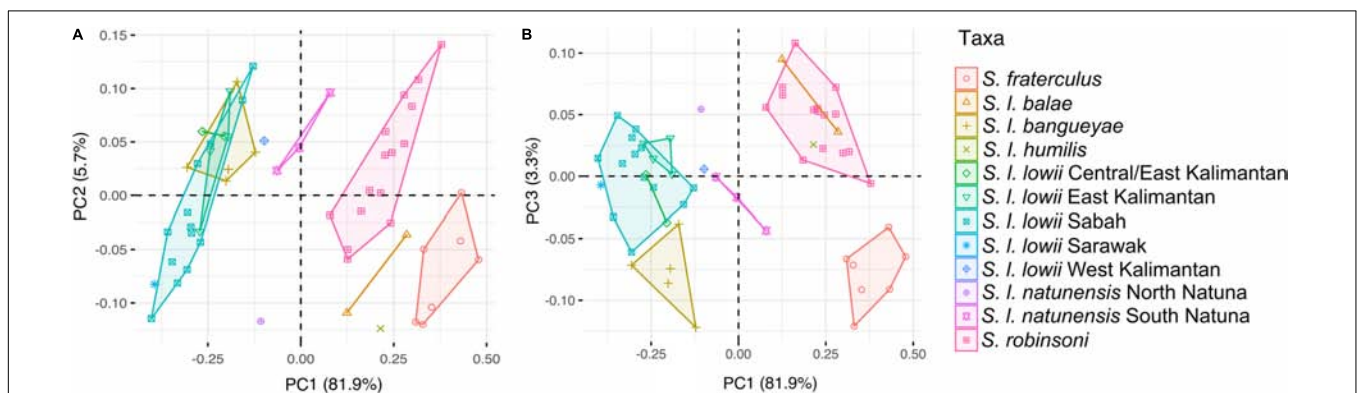 A
PC2 (5.7%)
0.15
0.10
0.05
0.00
-0.05
-0.10
-0.25 0.00 0.25 0.50
PC1 (81.9%)
B
PC3 (3.3%)
0.10
0.05
0.00
-0.05
-0.10
-0.25 0.00 0.25 0.50
PC1 (81.9%)
Taxa
S. fraterculus
S. l. balae
S. l. bangueyae
S. l. humilis
S. l. lowii Central/East Kalimantan
S. l. lowii East Kalimantan
S. l. lowii Sabah
S. l. lowii Sarawak
S. l. lowii West Kalimantan
S. l. natunensis North Natuna
S. l. natunensis South Natuna
S. robinsoni